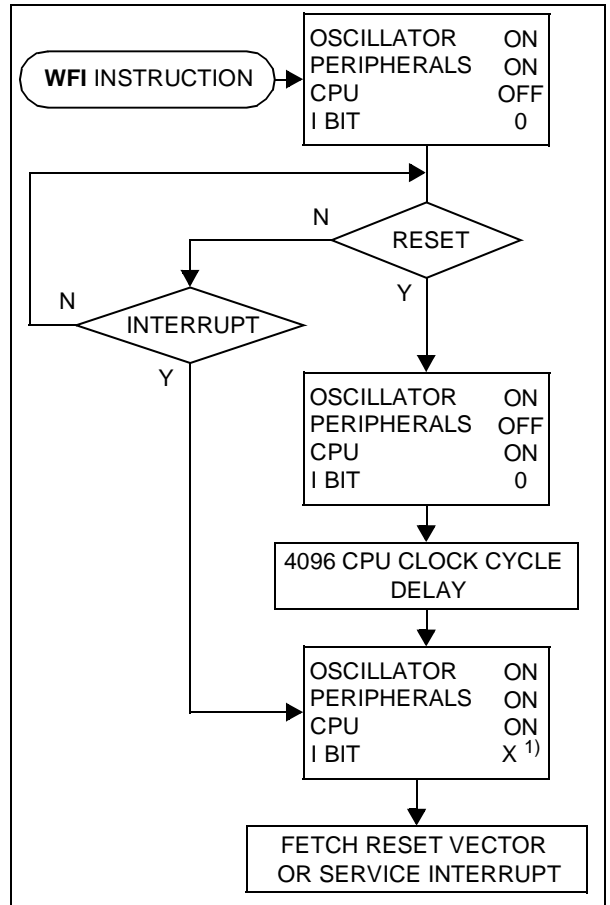 WFI INSTRUCTION
OSCILLATOR ON
PERIPHERALS ON
CPU OFF
I BIT 0
N
RESET
Y
N
INTERRUPT
Y
OSCILLATOR ON
PERIPHERALS OFF
CPU ON
I BIT 0
4096 CPU CLOCK CYCLE
DELAY
OSCILLATOR ON
PERIPHERALS ON
CPU ON
I BIT X 1)
FETCH RESET VECTOR
OR SERVICE INTERRUPT